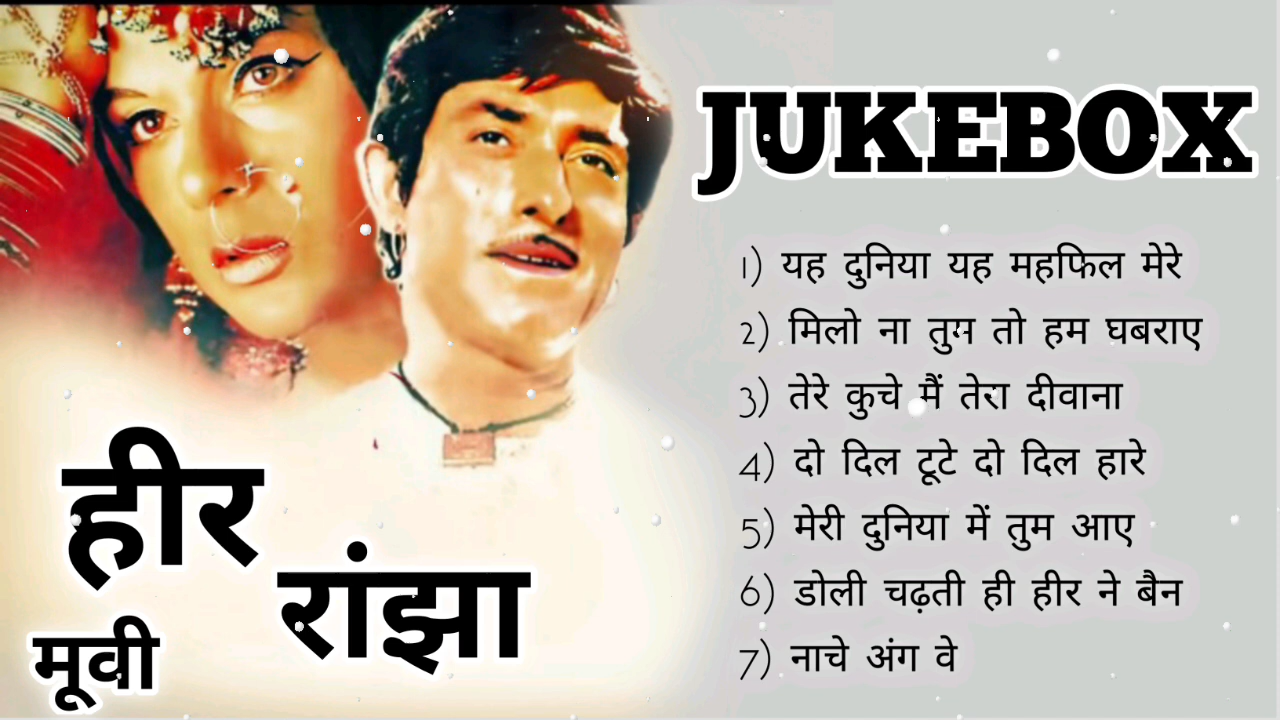 JUKEBOX
1) यह दुनिया यह महफिल मेरे
2) मिलो ना तुम तो हम घबराए
3) तेरे कुचे मैं तेरा दीवाना
4) दो दिल टूटे दो दिल हारे
5) मेरी दुनिया में तुम आए
6) डोली चढ़ती ही हीर ने बैन
7) नाचे अंग वे
हीर
रांझा
मूवी